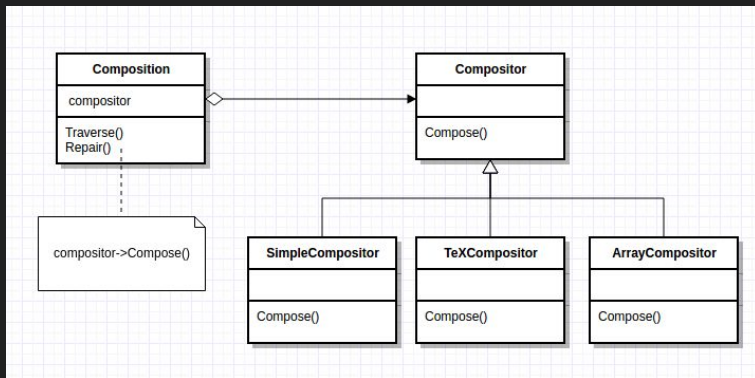 Composition
compositor
Traverse()
Repair()
Compositor
Compose()
compositor->Compose()
SimpleCompositor
Compose()
TeXCompositor
Compose()
ArrayCompositor
Compose()